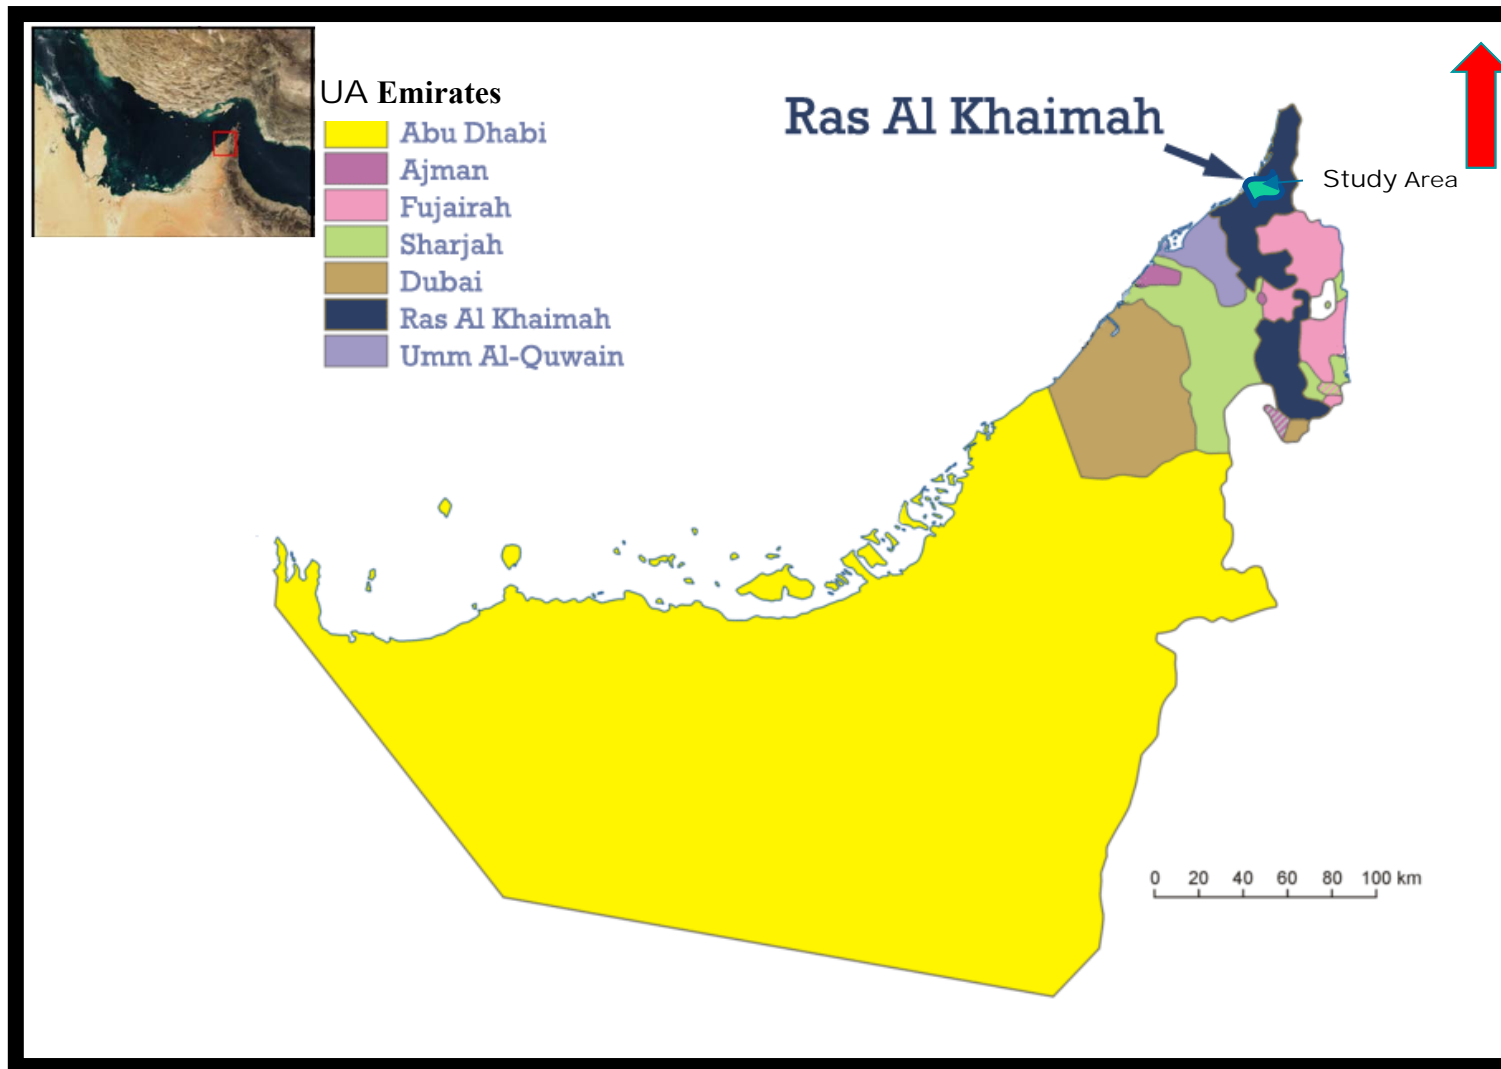 UA Emirates
Abu Dhabi
Ajman
Fujairah
Sharjah
Dubai
Ras Al Khaimah
Umm Al-Quwain
Ras Al Khaimah
Study Area
0 20 40 60 80 100 km